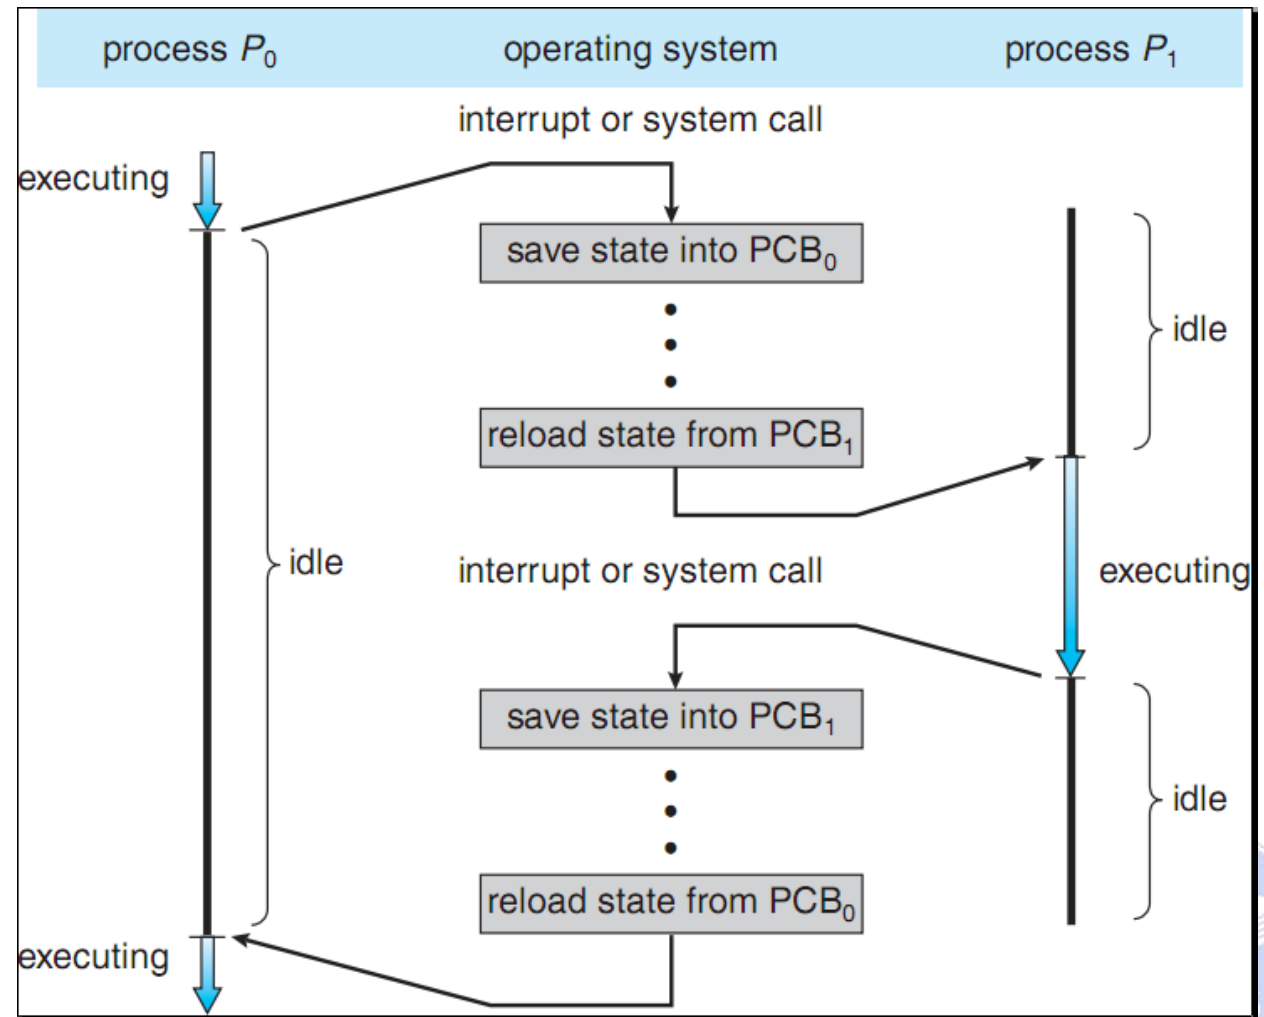 process P₀
operating system
process P₁
interrupt or system call
executing
save state into PCB₀
idle
reload state from PCB₁
idle
interrupt or system call
executing
save state into PCB₁
idle
reload state from PCB₀
executing